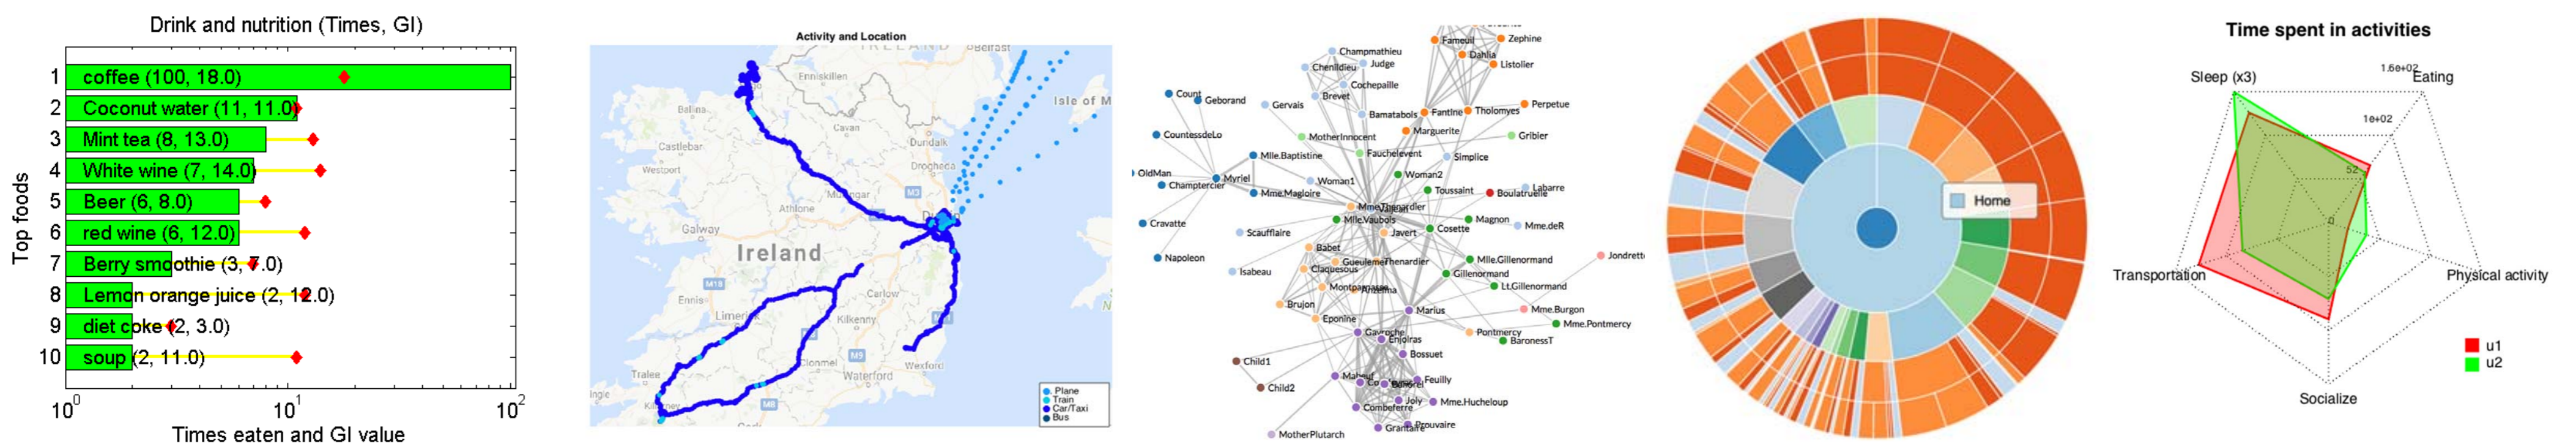 Drink and nutrition (Times, GI)
Top foods
1 coffee (100, 18.0)
2 Coconut water (11, 11.0)
3 Mint tea (8, 13.0)
4 White wine (7, 14.0)
5 Beer (6, 8.0)
6 red wine (6, 12.0)
7 Berry smoothie (3, 7.0)
8 Lemon orange juice (2, 12.0)
9 diet coke (2, 3.0)
10 soup (2, 11.0)
10^0 10^1 10^2
Times eaten and GI value
Activity and Location
IRELAND
Belfast
Enniskillen
Isle of M
Ballina
Cavan
Dundalk
Castlebar
Drogheda
Westport
M3
Athlone
Galway
Ireland
M18
Ennis
Carlow
Limerick
Kilkenny
Clonmel
M9
Wexford
Tralee
Waterford
M8
Plane
Train
Car/Taxi
Bus
Fameuil
Zephine
Dahlia
Listolier
Champmathieu
Judge
Chenildieu
Cochepaille
Brevet
Count
Geborand
Gervais
Bamatabois
Fantine
Tholomyes
Perpetue
Marguerite
CountessdeLo
MotherInnocent
Gribier
Fauchelevent
Mlle.Baptistine
Simplice
OldMan
Myriel
Woman2
Champtercier
Woman1
Mme.Magloire
Toussaint
Labarre
Boulatruelle
Mme.Thenardier
Cravatte
Mlle.Vaubois
Magnon
Mme.deR
Scaufflaire
Javert
Cosette
Babet
Napoleon
Gueulemer
Thenardier
Mlle.Gillenormand
Jondrett
Isabeau
Claquesous
Gillenormand
Montparnasse
Anzelma
Lt.Gillenormand
Brujon
Marius
Mme.Burgon
Eponine
Gavroche
Pontmercy
Mme.Pontmercy
Enjolras
BaronessT
Bossuet
Child1
Child2
Feuilly
Joly
Mme.Hucheloup
Combeferre
Prouvaire
Grantaire
MotherPlutarch
Home
Time spent in activities
1.6e+02
Sleep (x3)
Eating
1e+02
52
0
Transportation
Physical activity
Socialize
u1
u2